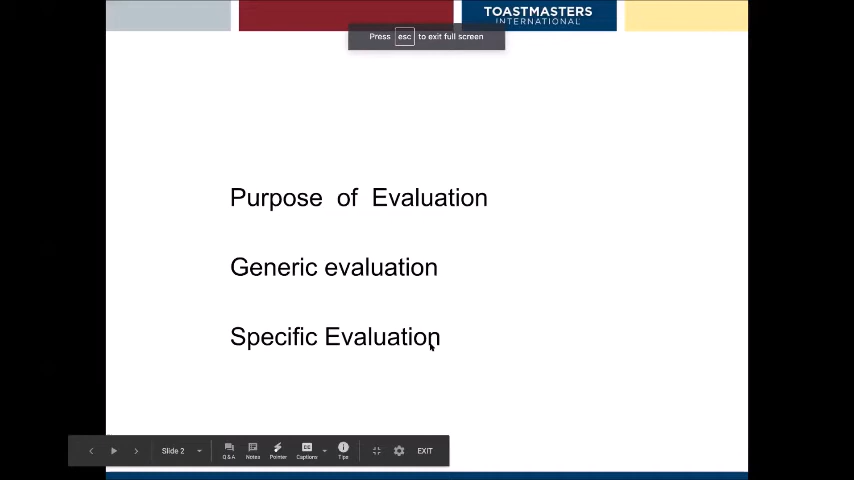 TOASTMASTERS
INTERNATIONAL
Press esc to exit full screen
Purpose of Evaluation
Generic evaluation
Specific Evaluation
Slide 2
Q&A Notes Pointer Captions Tips
EXIT